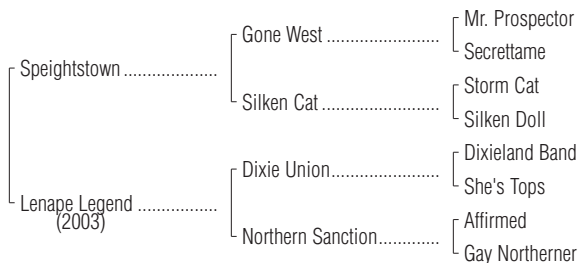 Mr. Prospector
Gone West ........................
Secrettame
Speightstown ....................
Storm Cat
Silken Cat .........................
Silken Doll
Dixieland Band
Dixie Union.......................
She's Tops
Lenape Legend .................
(2003)
Affirmed
Northern Sanction.............
Gay Northerner